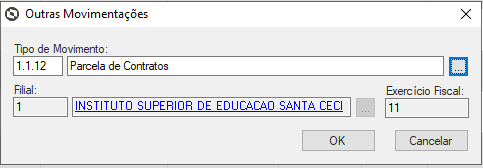 Outras Movimentações
Tipo de Movimento:
1.1.12 Parcela de Contratos ...
Filial: Exercício Fiscal:
1 INSTITUTO SUPERIOR DE EDUCACAO SANTA CECI ... 11
OK Cancelar